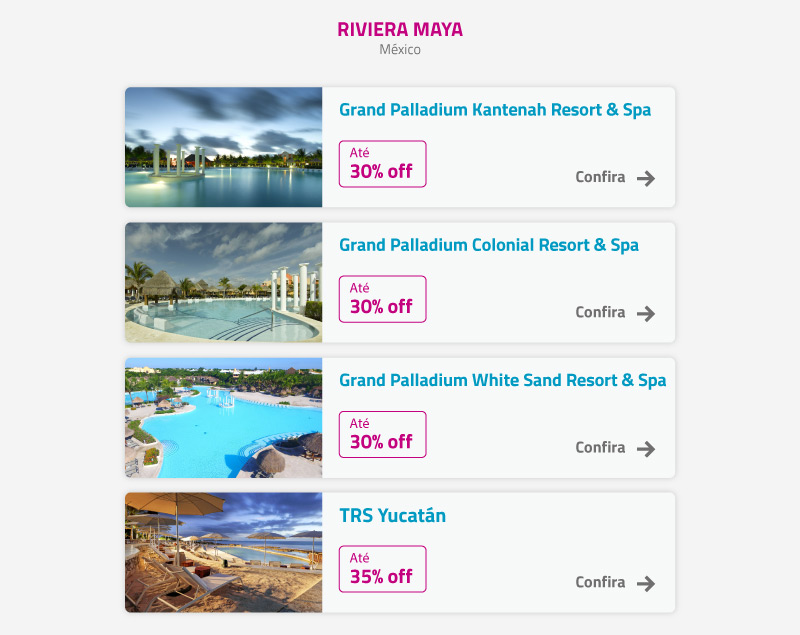 RIVIERA MAYA
México
Grand Palladium Kantenah Resort & Spa
Até
30% off
Confira
Grand Palladium Colonial Resort & Spa
Até
30% off
Confira
Grand Palladium White Sand Resort & Spa
Até
30% off
Confira
TRS Yucatán
Até
35% off
Confira